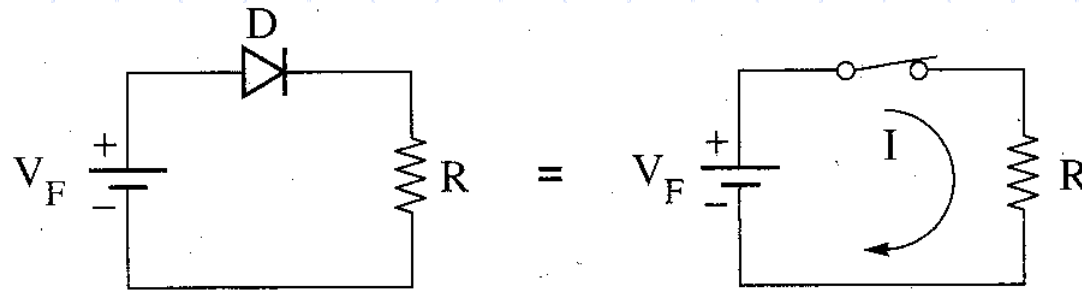 D
+
V_F
−
R
=
+
V_F
−
I
R